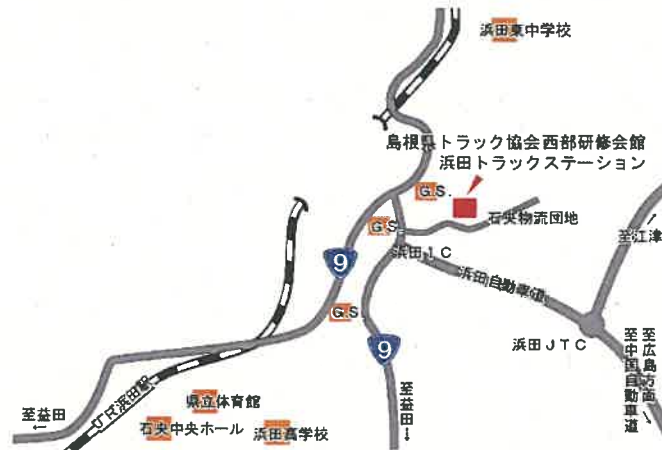 浜田東中学校
島根県トラック協会西部研修会館
浜田トラックステーション
G.S.
石央物流団地
G.S.
至江津
浜田IC
9
浜田自動車道
G.S.
浜田JTC
至広島方面
至中国自動車道
9
JR浜田駅
県立体育館
至益田
至益田
石央中央ホール
浜田高学校